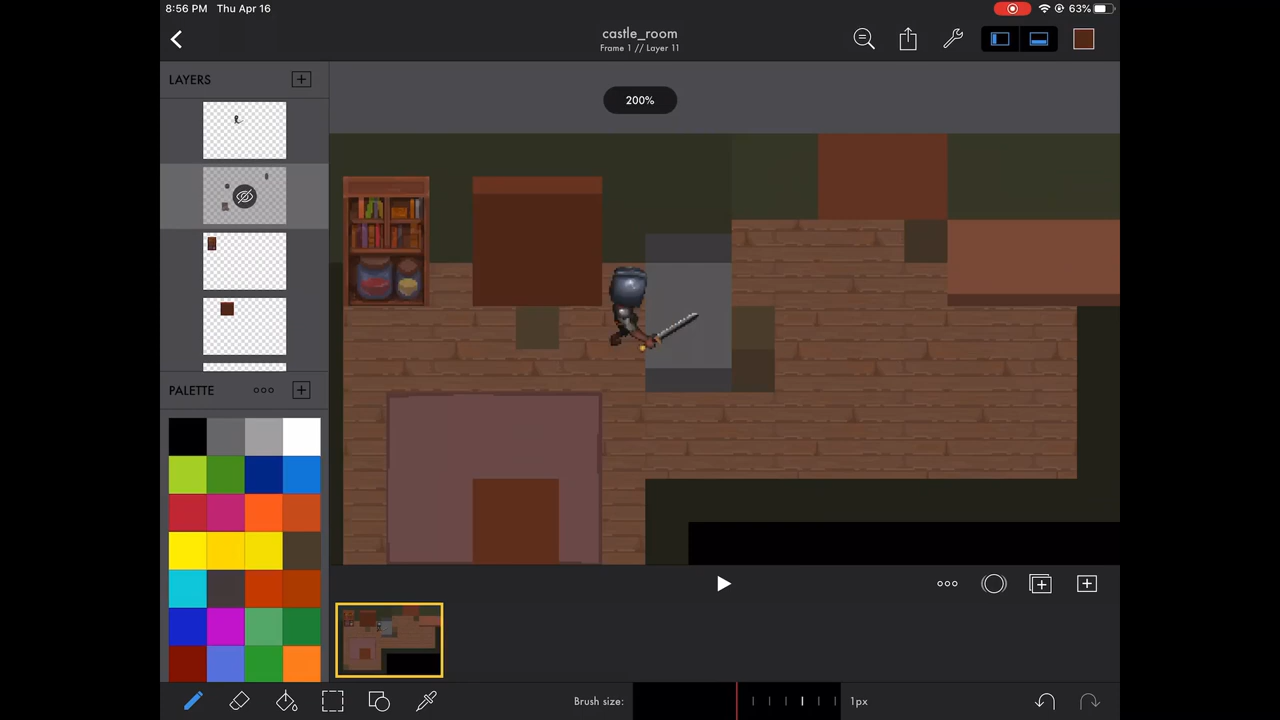 8:56 PM Thu Apr 16
63%
castle_room
Frame 1 // Layer 11
LAYERS
200%
PALETTE
Brush size:
1px